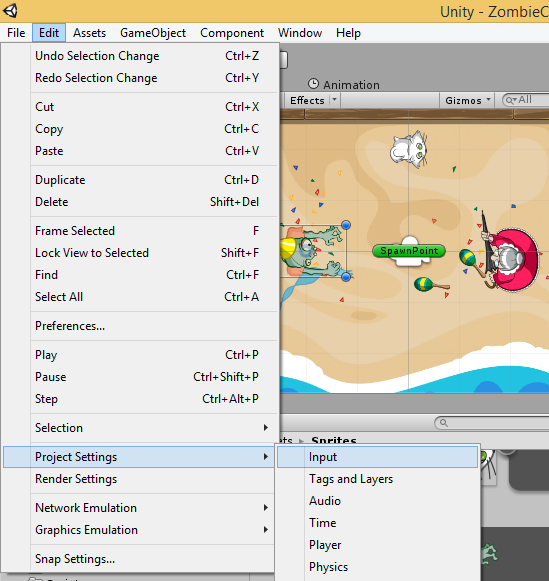 Unity - ZombieC
File Edit Assets GameObject Component Window Help
Undo Selection Change Ctrl+Z
Redo Selection Change Ctrl+Y
Cut Ctrl+X
Copy Ctrl+C
Paste Ctrl+V
Duplicate Ctrl+D
Delete Shift+Del
Frame Selected F
Lock View to Selected Shift+F
Find Ctrl+F
Select All Ctrl+A
Preferences...
Play Ctrl+P
Pause Ctrl+Shift+P
Step Ctrl+Alt+P
Selection
Project Settings
Render Settings
Network Emulation
Graphics Emulation
Snap Settings...
Animation
Effects Gizmos All
SpawnPoint
ets Sprites
Input
Tags and Layers
Audio
Time
Player
Physics